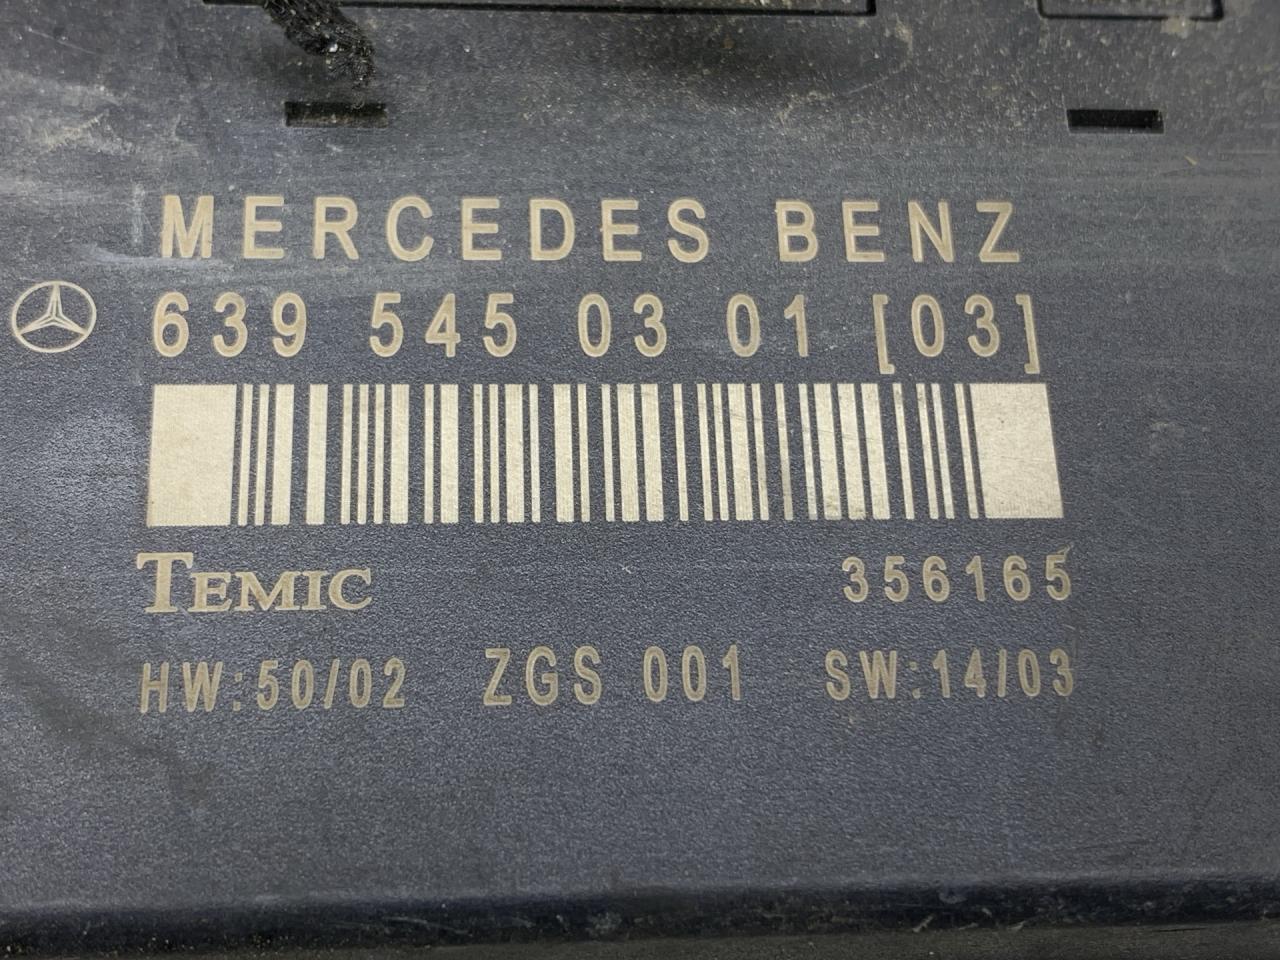 MERCEDES BENZ
639 545 03 01 [03]
TEMIC 356165
HW:50/02 ZGS 001 SW:14/03